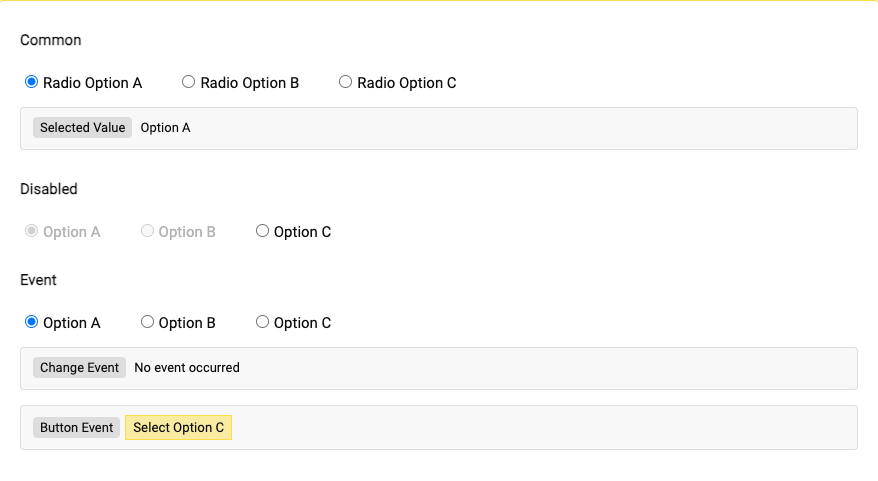 Common
Radio Option A Radio Option B Radio Option C
Selected Value Option A
Disabled
Option A Option B Option C
Event
Option A Option B Option C
Change Event No event occurred
Button Event Select Option C